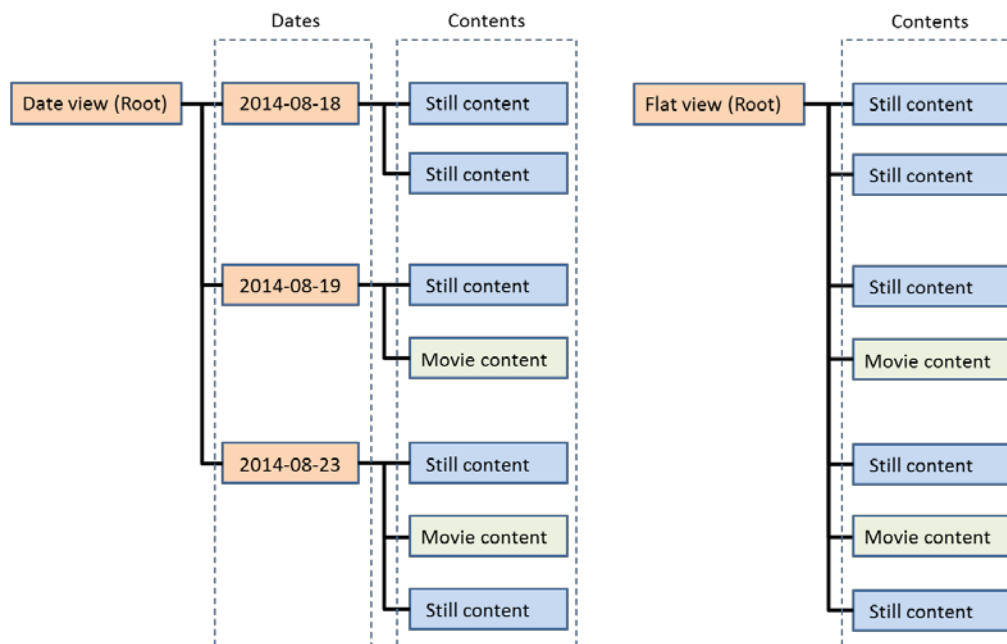 Dates
Contents
Date view (Root)
2014-08-18
Still content
Still content
2014-08-19
Still content
Movie content
2014-08-23
Still content
Movie content
Still content
Contents
Flat view (Root)
Still content
Still content
Still content
Movie content
Still content
Movie content
Still content